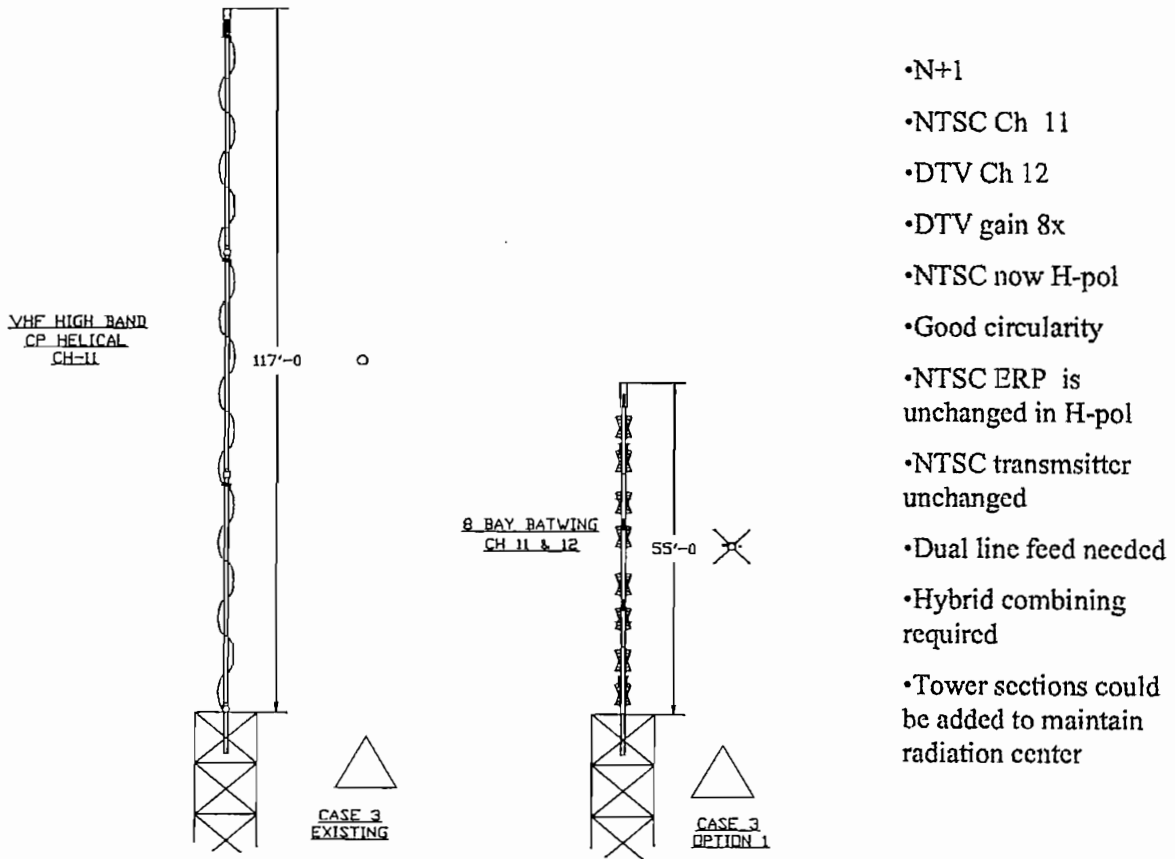 VHF HIGH BAND
CP HELICAL
CH-11
117'-0
CASE 3
EXISTING
8 BAY BATWING
CH 11 & 12
55'-0
CASE 3
OPTION 1
•N+1
•NTSC Ch 11
•DTV Ch 12
•DTV gain 8x
•NTSC now H-pol
•Good circularity
•NTSC ERP is
unchanged in H-pol
•NTSC transmsitter
unchanged
•Dual line feed needed
•Hybrid combining
required
•Tower sections could
be added to maintain
radiation center